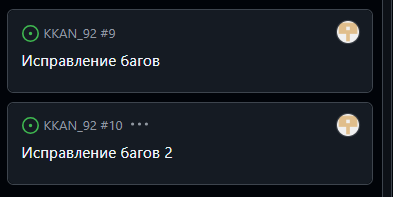 KKAN_92 #9
Исправление багов
KKAN_92 #10
Исправление багов 2